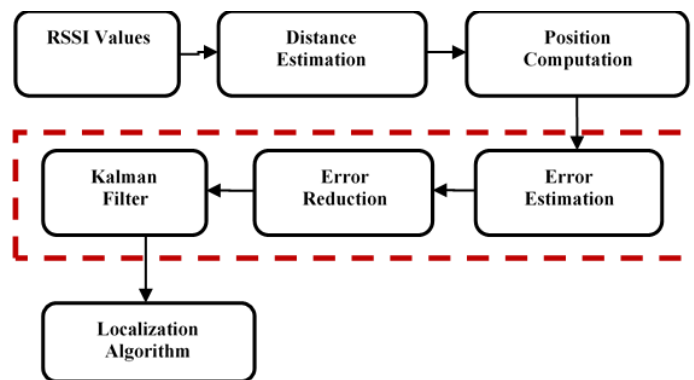 RSSI Values
Distance
Estimation
Position
Computation
Kalman
Filter
Error
Reduction
Error
Estimation
Localization
Algorithm